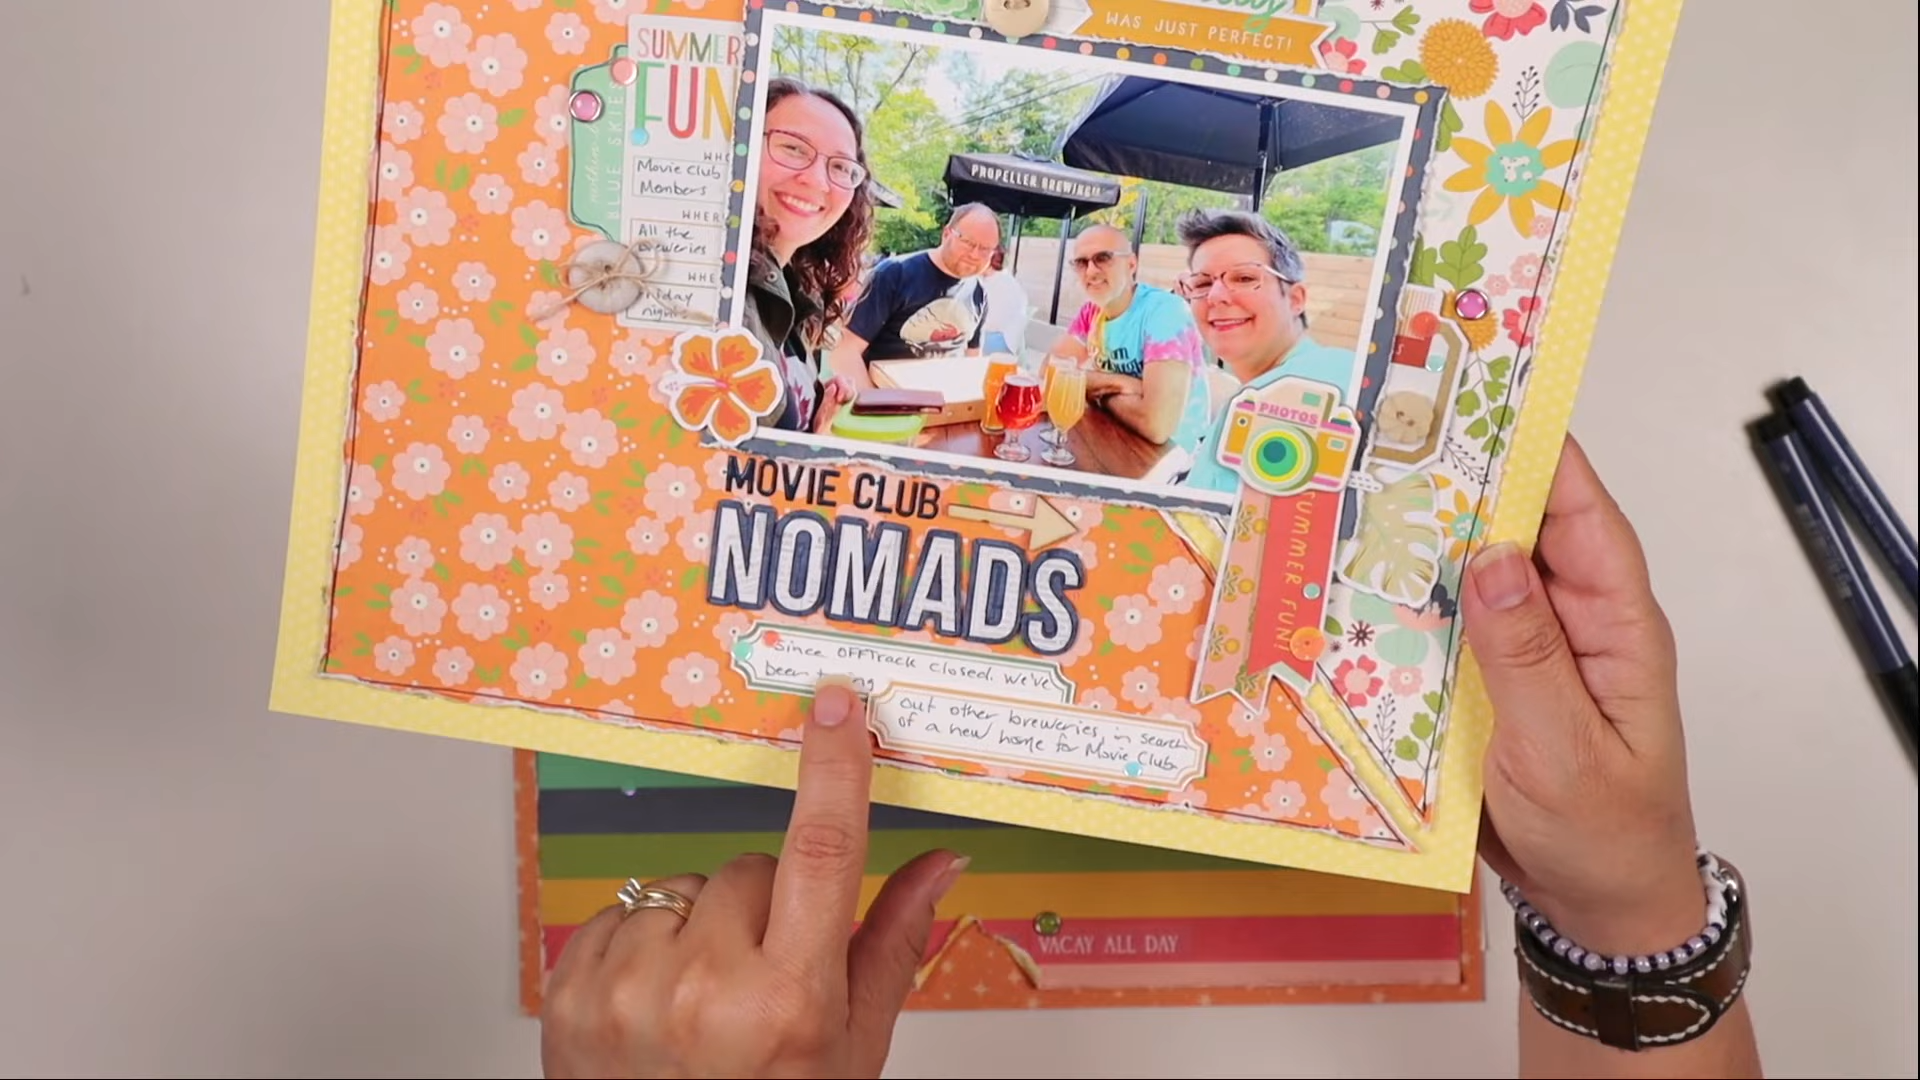 WAS JUST PERFECT!
SUMMER
FUN
BLUE SKIES
Movie Club
Members
All the
breweries
Friday
night
PROPELLER BREWING
PHOTOS
SUMMER FUN!
MOVIE CLUB
NOMADS
Since OFFTrack closed. We've
been
out other breweries, in search
of a new home for Movie Club.
VACAY ALL DAY